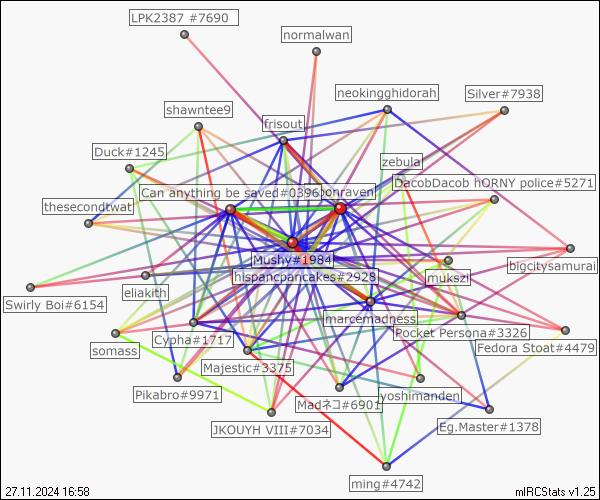 LPK2387 #7690
normalwan
neokingghidorah
Silver#7938
shawntee9
frisout
Duck#1245
zebula
DacobDacob hORNY police#5271
Can anything be saved#0396
bonraven
thesecondtwat
Mushy#1984
bigcitysamurai
hispancpancakes#2928
mukszi
eliakith
Swirly Boi#6154
marcemadness
Pocket Persona#3326
Cypha#1717
Fedora Stoat#4479
somass
Majestic#3375
Pikabro#9971
Madネコ#6901
yoshimanden
JKOUYH VIII#7034
Eg.Master#1378
ming#4742
27.11.2024 16:58
mIRCStats v1.25